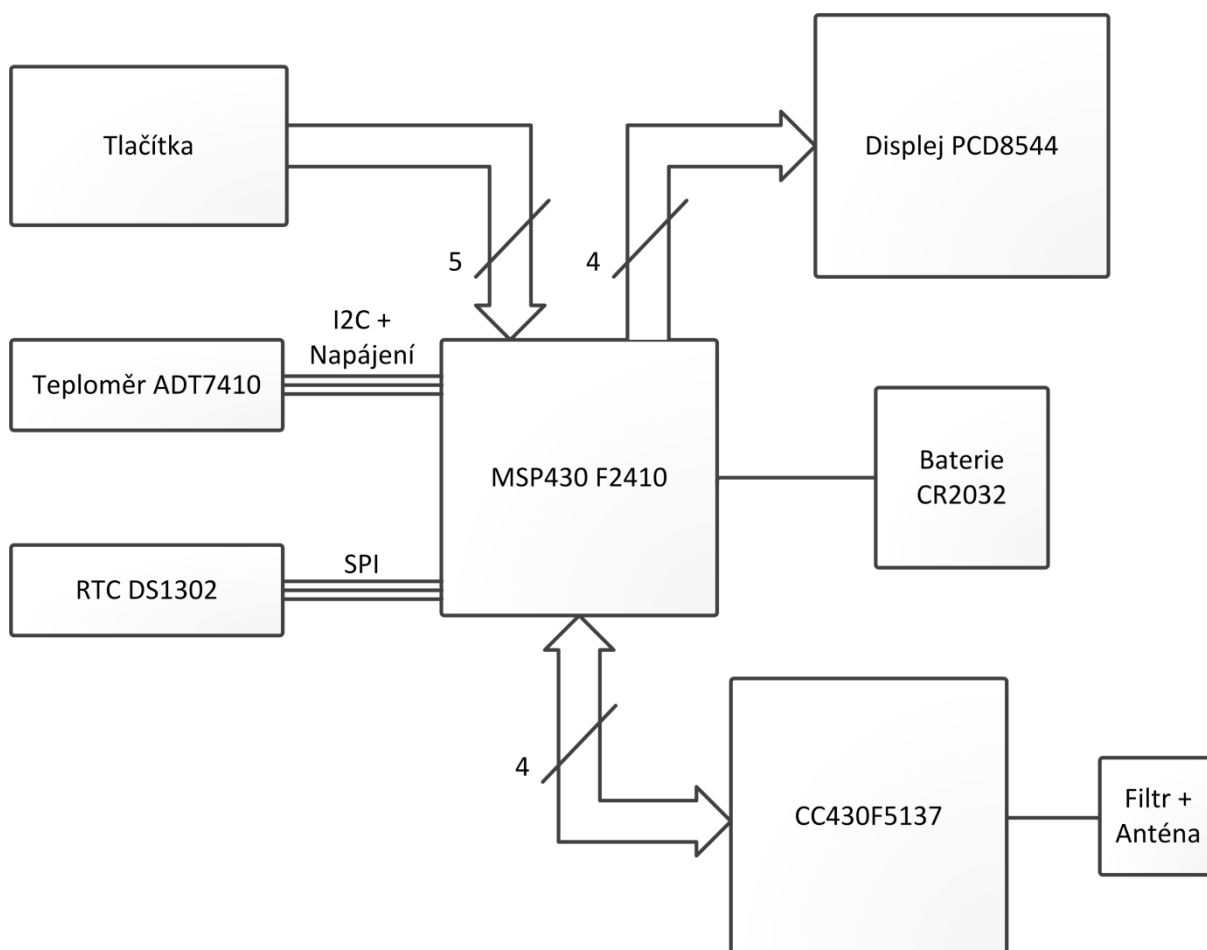 Tlačítka
Displej PCD8544
5
4
I2C +
Napájení
Teploměr ADT7410
MSP430 F2410
Baterie
CR2032
SPI
RTC DS1302
4
CC430F5137
Filtr +
Anténa